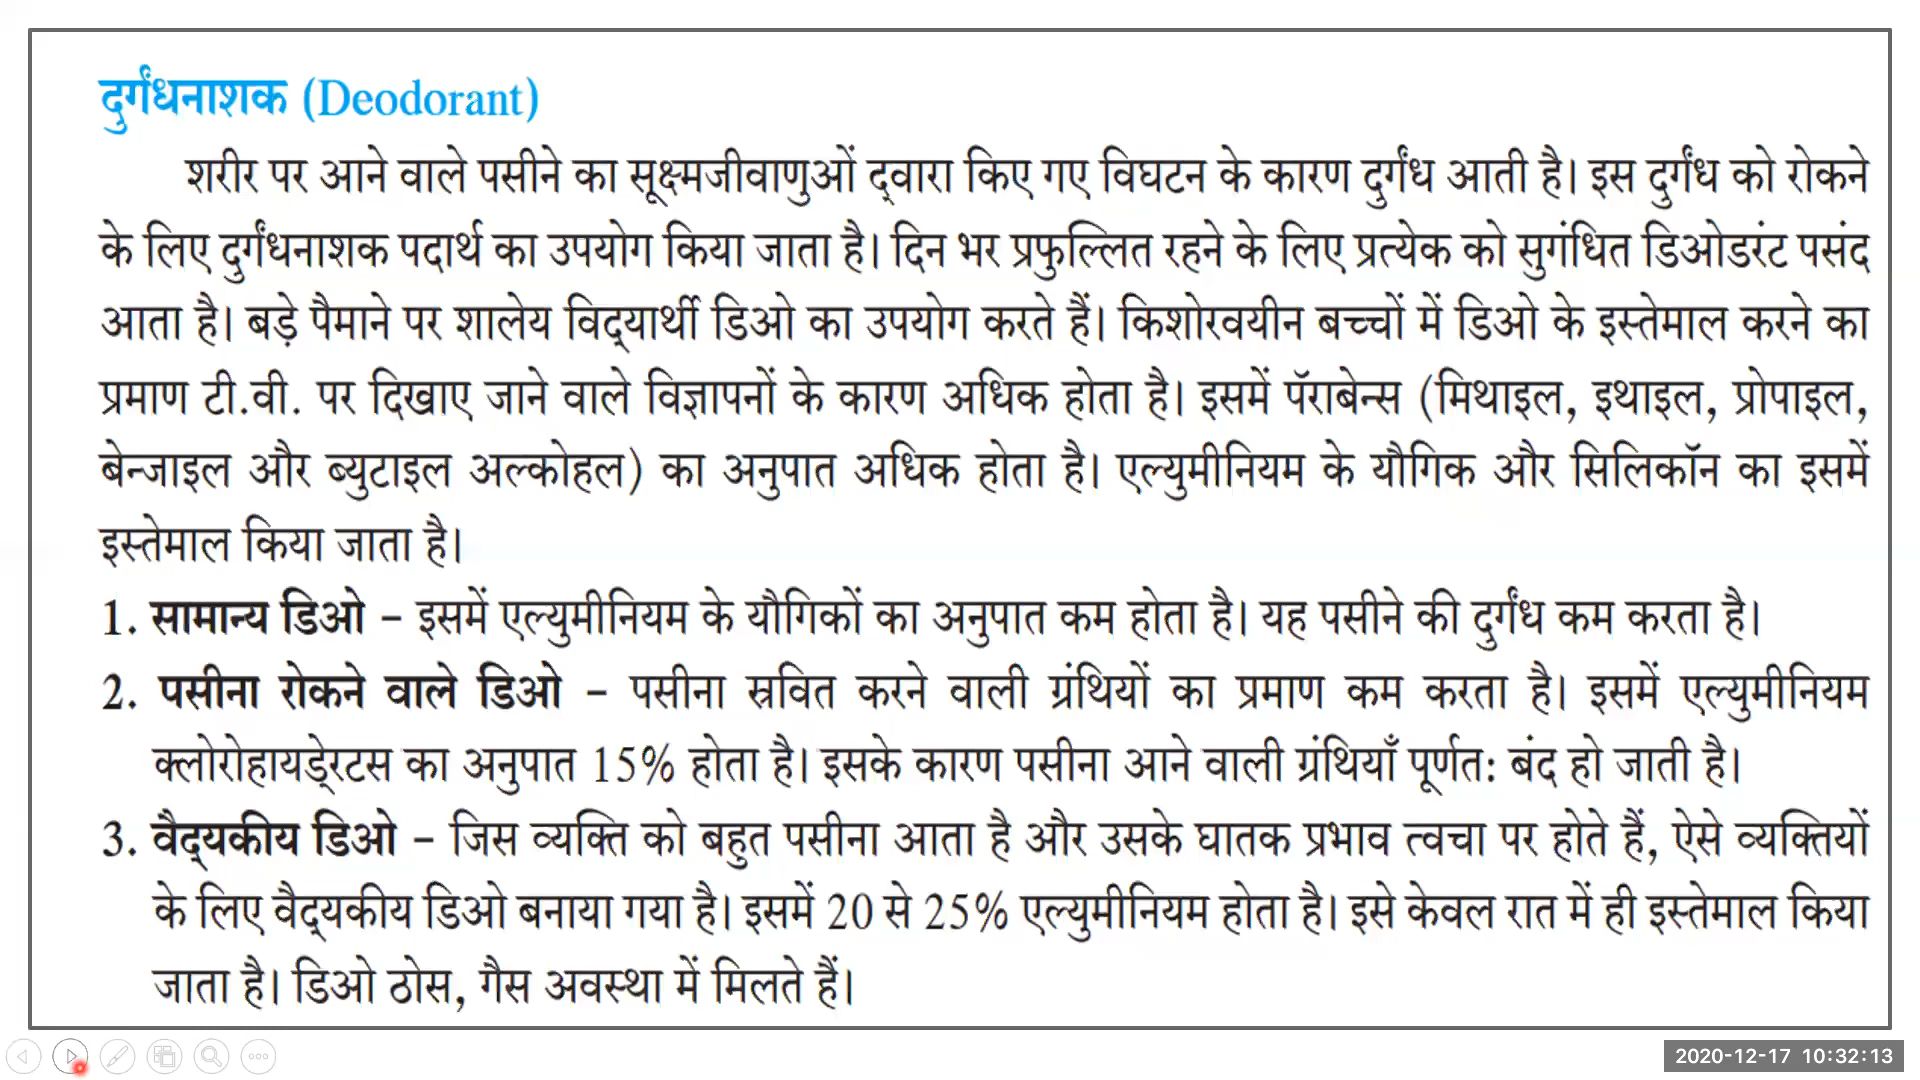 दुर्गंधनाशक (Deodorant)
शरीर पर आने वाले पसीने का सूक्ष्मजीवाणुओं द्‌वारा किए गए विघटन के कारण दुर्गंध आती है। इस दुर्गंध को रोकने
के लिए दुर्गंधनाशक पदार्थ का उपयोग किया जाता है। दिन भर प्रफुल्लित रहने के लिए प्रत्येक को सुगंधित डिओडरंट पसंद
आता है। बड़े पैमाने पर शालेय विद्‌यार्थी डिओ का उपयोग करते हैं। किशोरवयीन बच्चों में डिओ के इस्तेमाल करने का
प्रमाण टी.वी. पर दिखाए जाने वाले विज्ञापनों के कारण अधिक होता है। इसमें पॅराबेन्स (मिथाइल, इथाइल, प्रोपाइल,
बेन्जाइल और ब्युटाइल अल्कोहल) का अनुपात अधिक होता है। एल्युमीनियम के यौगिक और सिलिकॉन का इसमें
इस्तेमाल किया जाता है।
1. सामान्य डिओ – इसमें एल्युमीनियम के यौगिकों का अनुपात कम होता है। यह पसीने की दुर्गंध कम करता है।
2. पसीना रोकने वाले डिओ – पसीना स्रवित करने वाली ग्रंथियों का प्रमाण कम करता है। इसमें एल्युमीनियम
क्लोरोहायड्रेटस का अनुपात 15% होता है। इसके कारण पसीना आने वाली ग्रंथियाँ पूर्णत: बंद हो जाती है।
3. वैद्‌यकीय डिओ – जिस व्यक्ति को बहुत पसीना आता है और उसके घातक प्रभाव त्वचा पर होते हैं, ऐसे व्यक्तियों
के लिए वैद्‌यकीय डिओ बनाया गया है। इसमें 20 से 25% एल्युमीनियम होता है। इसे केवल रात में ही इस्तेमाल किया
जाता है। डिओ ठोस, गैस अवस्था में मिलते हैं।
2020-12-17 10:32:13